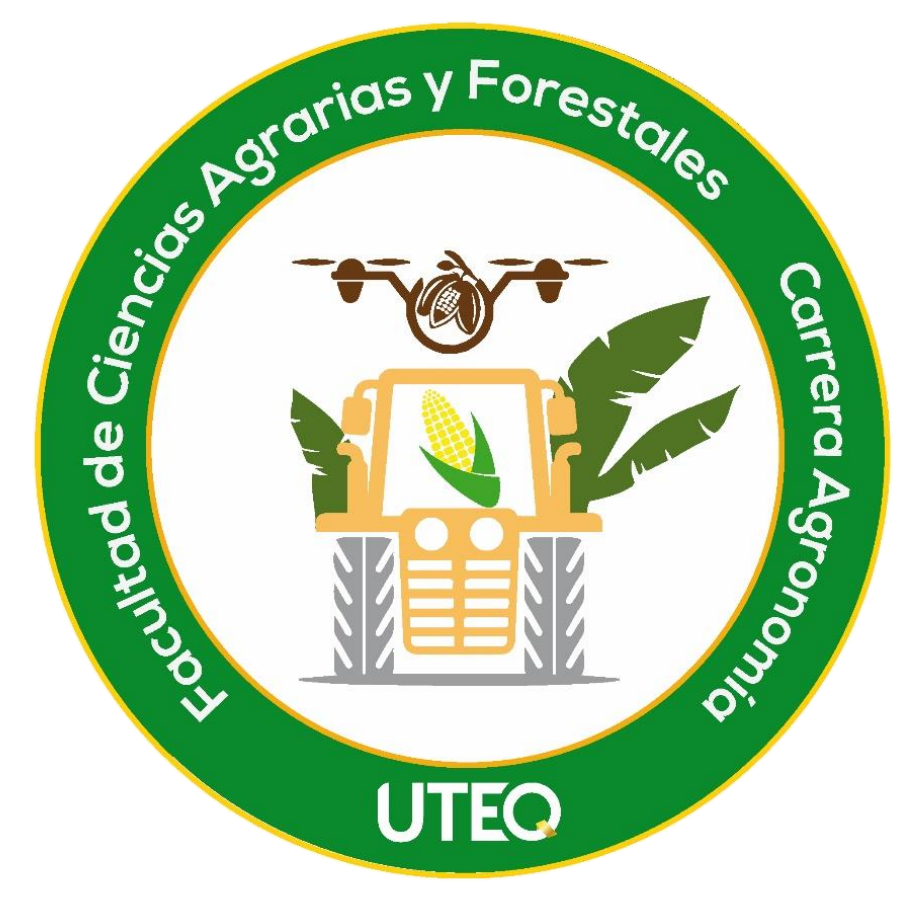 Facultad de Ciencias Agrarias y Forestales
Carrera Agronomía
UTEQ